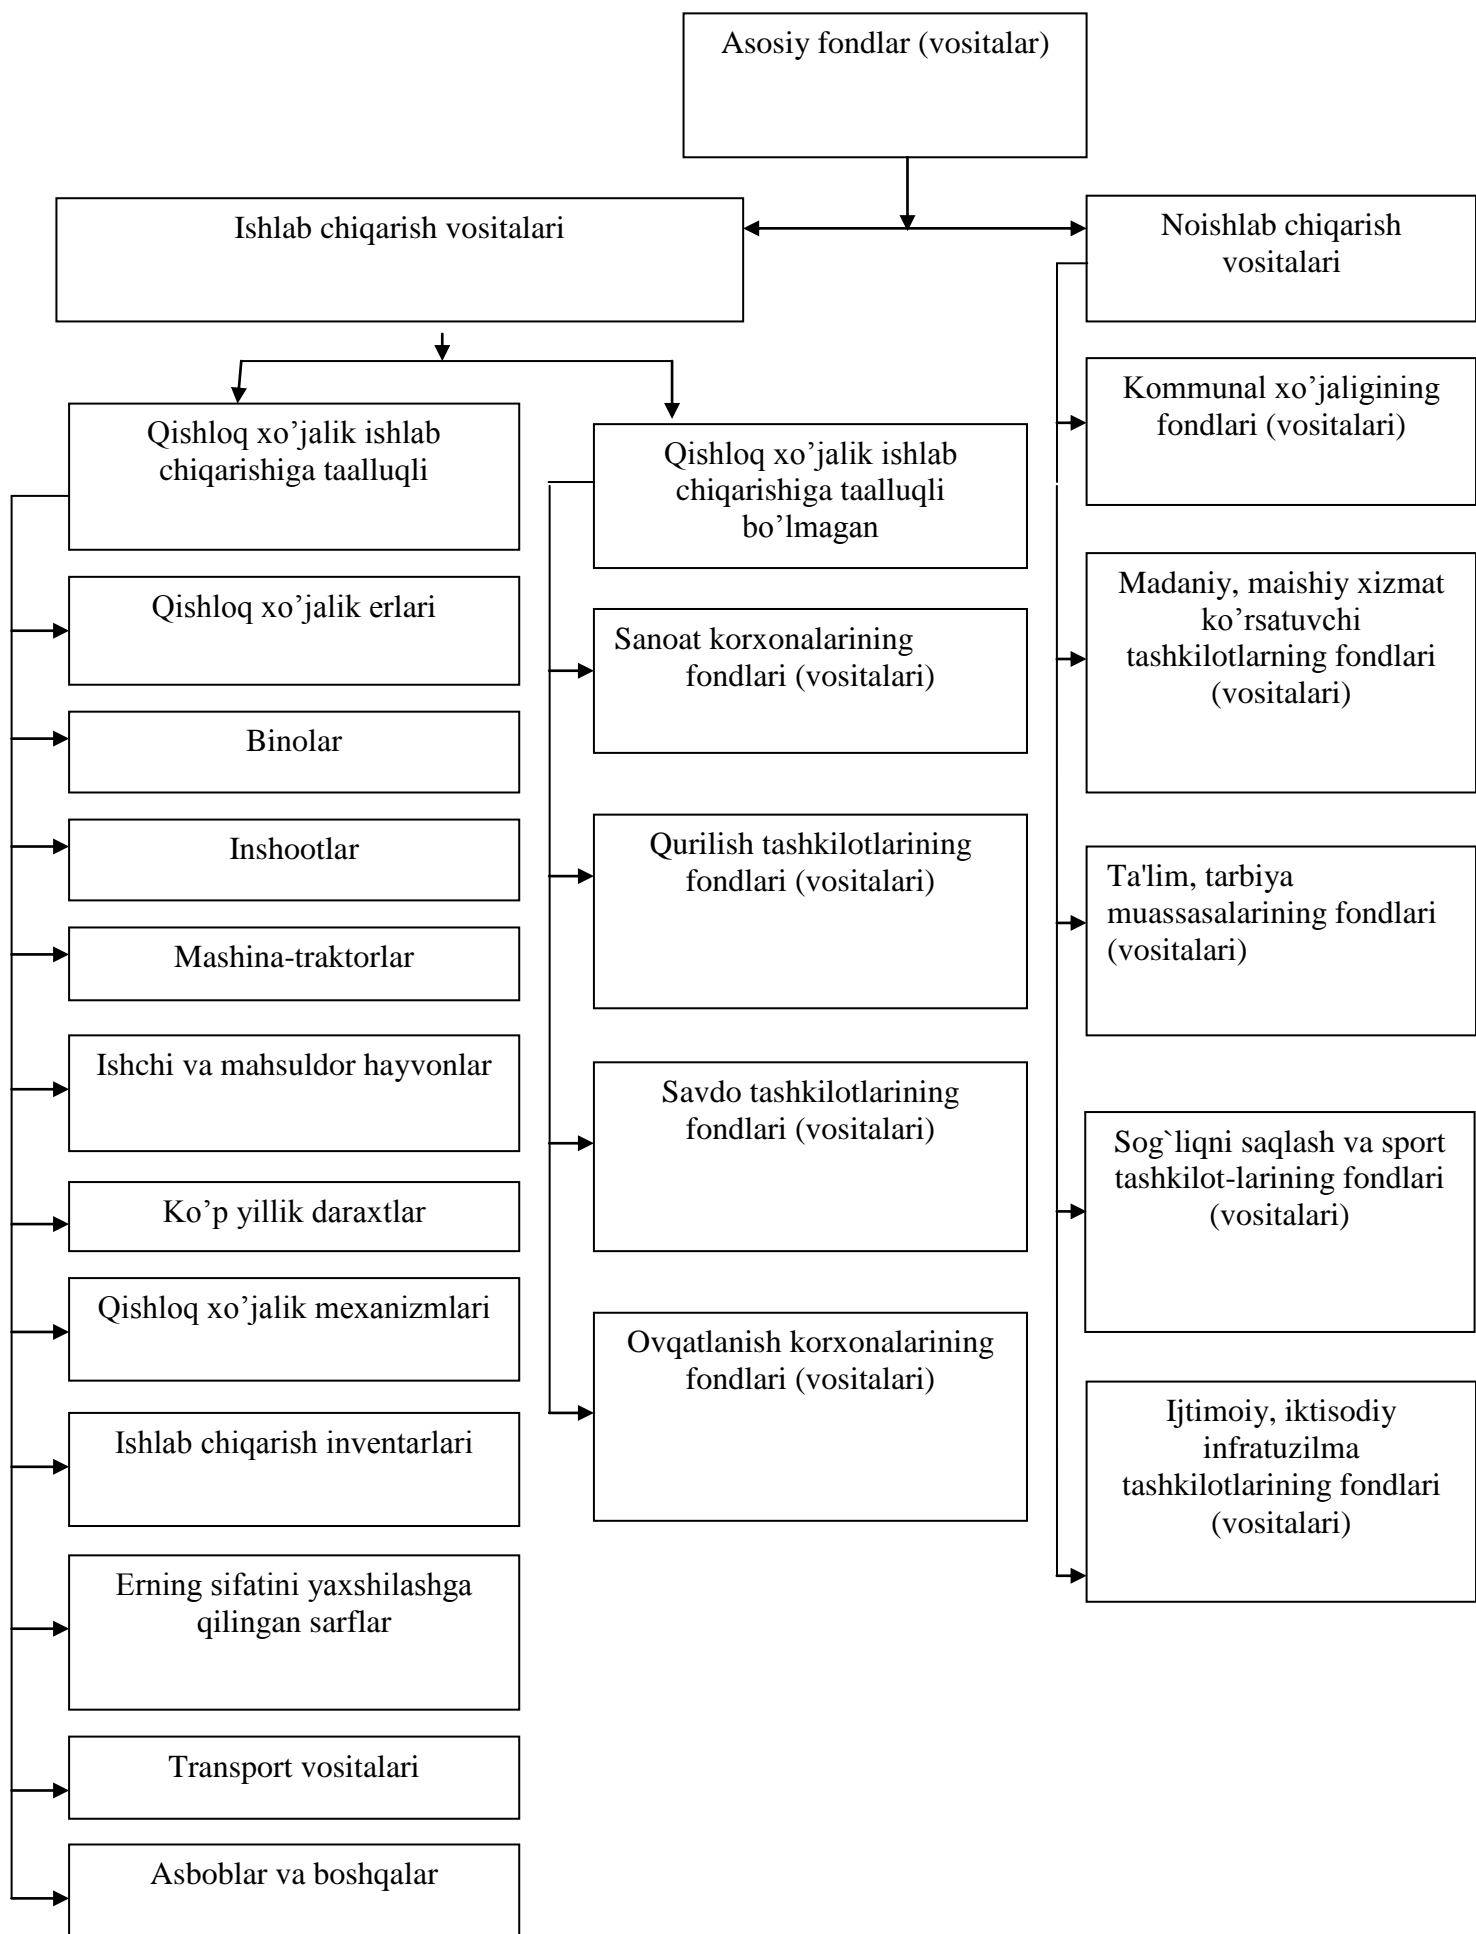 Asosiy fondlar (vositalar)
Ishlab chiqarish vositalari
Noishlab chiqarish
vositalari
Qishloq xo’jalik ishlab
chiqarishiga taalluqli
Qishloq xo’jalik erlari
Binolar
Inshootlar
Mashina-traktorlar
Ishchi va mahsuldor hayvonlar
Ko’p yillik daraxtlar
Qishloq xo’jalik mexanizmlari
Ishlab chiqarish inventarlari
Erning sifatini yaxshilashga
qilingan sarflar
Transport vositalari
Asboblar va boshqalar
Qishloq xo’jalik ishlab
chiqarishiga taalluqli
bo’lmagan
Sanoat korxonalarining
fondlari (vositalari)
Qurilish tashkilotlarining
fondlari (vositalari)
Savdo tashkilotlarining
fondlari (vositalari)
Ovqatlanish korxonalarining
fondlari (vositalari)
Kommunal xo’jaligining
fondlari (vositalari)
Madaniy, maishiy xizmat
ko’rsatuvchi
tashkilotlarning fondlari
(vositalari)
Ta'lim, tarbiya
muassasalarining fondlari
(vositalari)
Sog`liqni saqlash va sport
tashkilot-larining fondlari
(vositalari)
Ijtimoiy, iktisodiy
infratuzilma
tashkilotlarining fondlari
(vositalari)